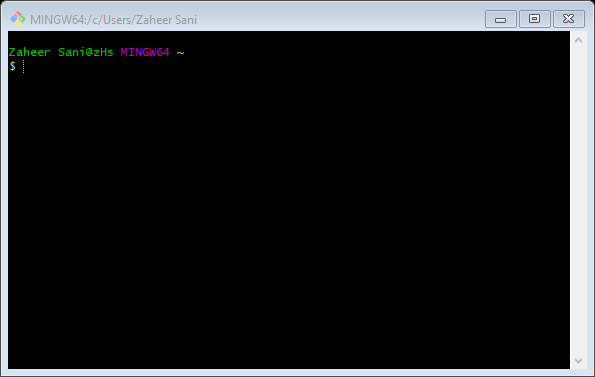 MINGW64:/c/Users/Zaheer Sani
Zaheer Sani@zHs MINGW64 ~
$